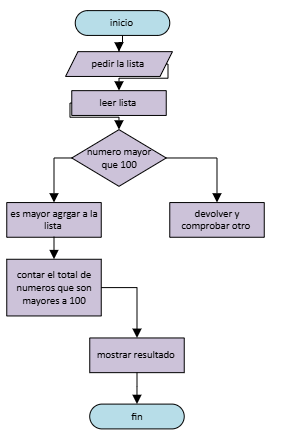 inicio
pedir la lista
leer lista
numero mayor
que 100
es mayor agrgar a la
lista
devolver y
comprobar otro
contar el total de
numeros que son
mayores a 100
mostrar resultado
fin